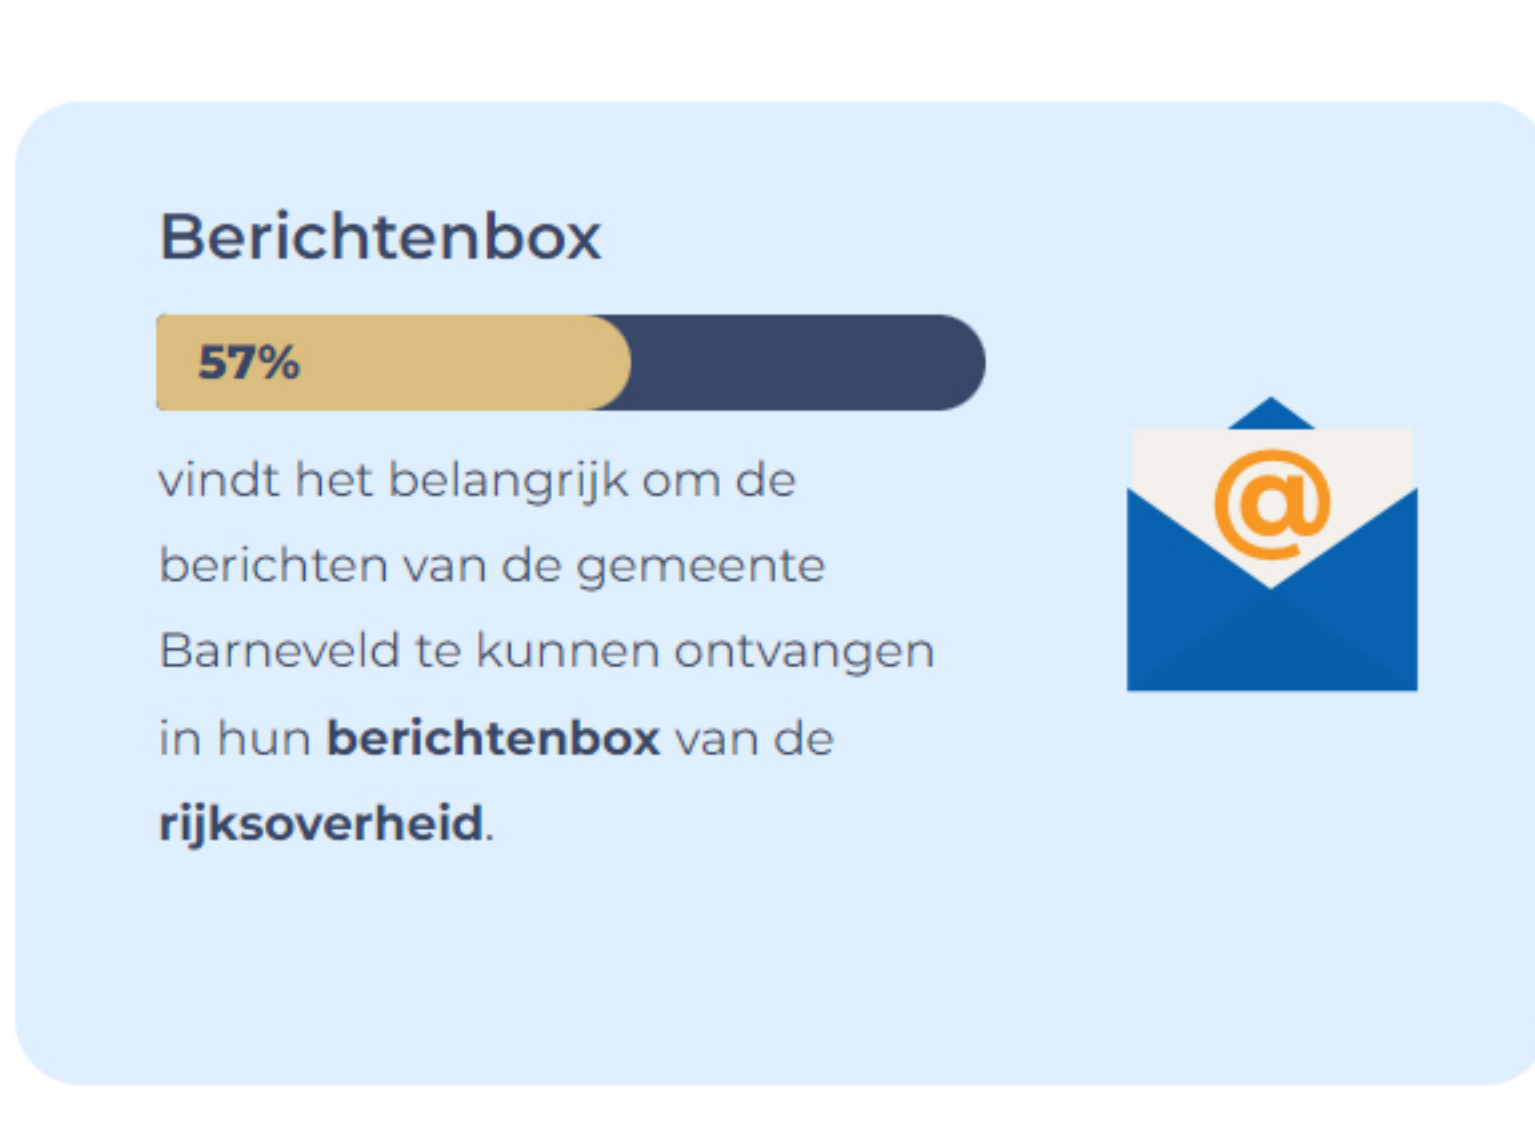 Berichtenbox
57%
vindt het belangrijk om de
berichten van de gemeente
Barneveld te kunnen ontvangen
in hun berichtenbox van de
rijksoverheid.
@